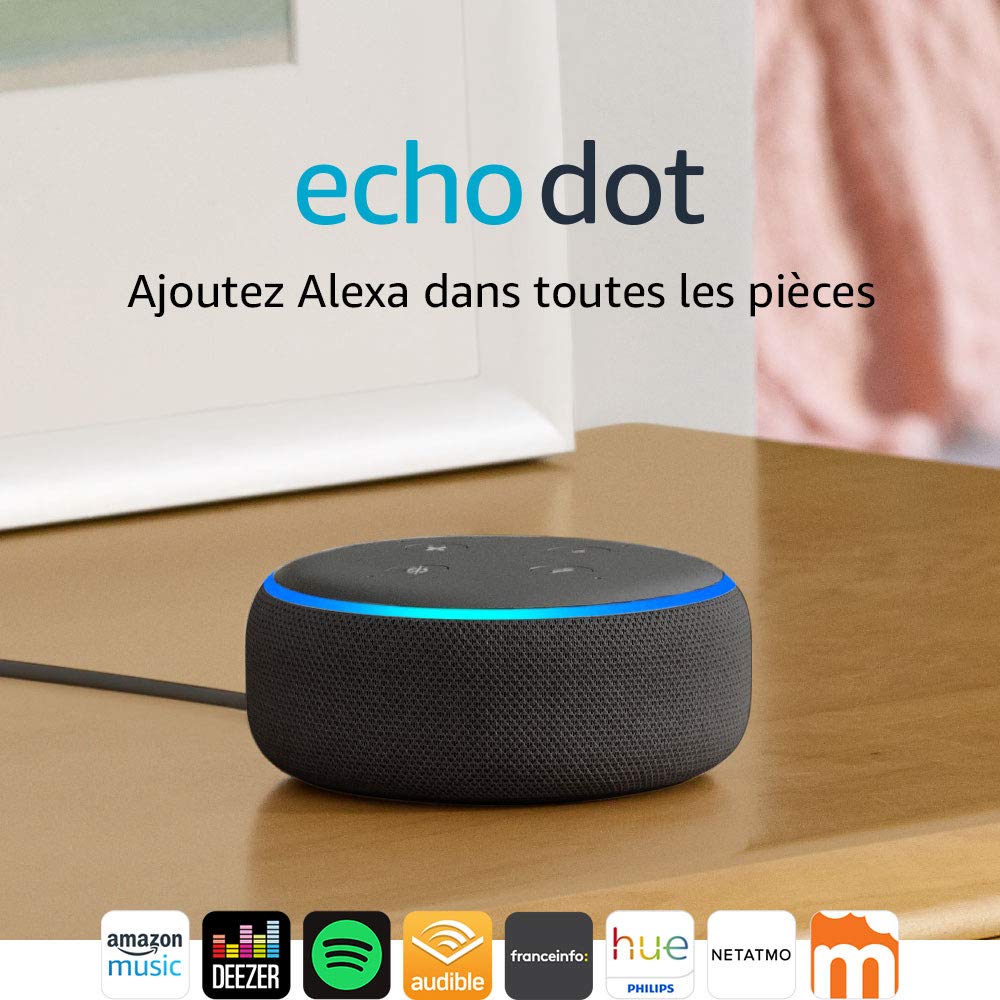 echo dot
Ajoutez Alexa dans toutes les pièces
amazon
music
DEEZER
audible
franceinfo:
hue
PHILIPS
NETATMO
m